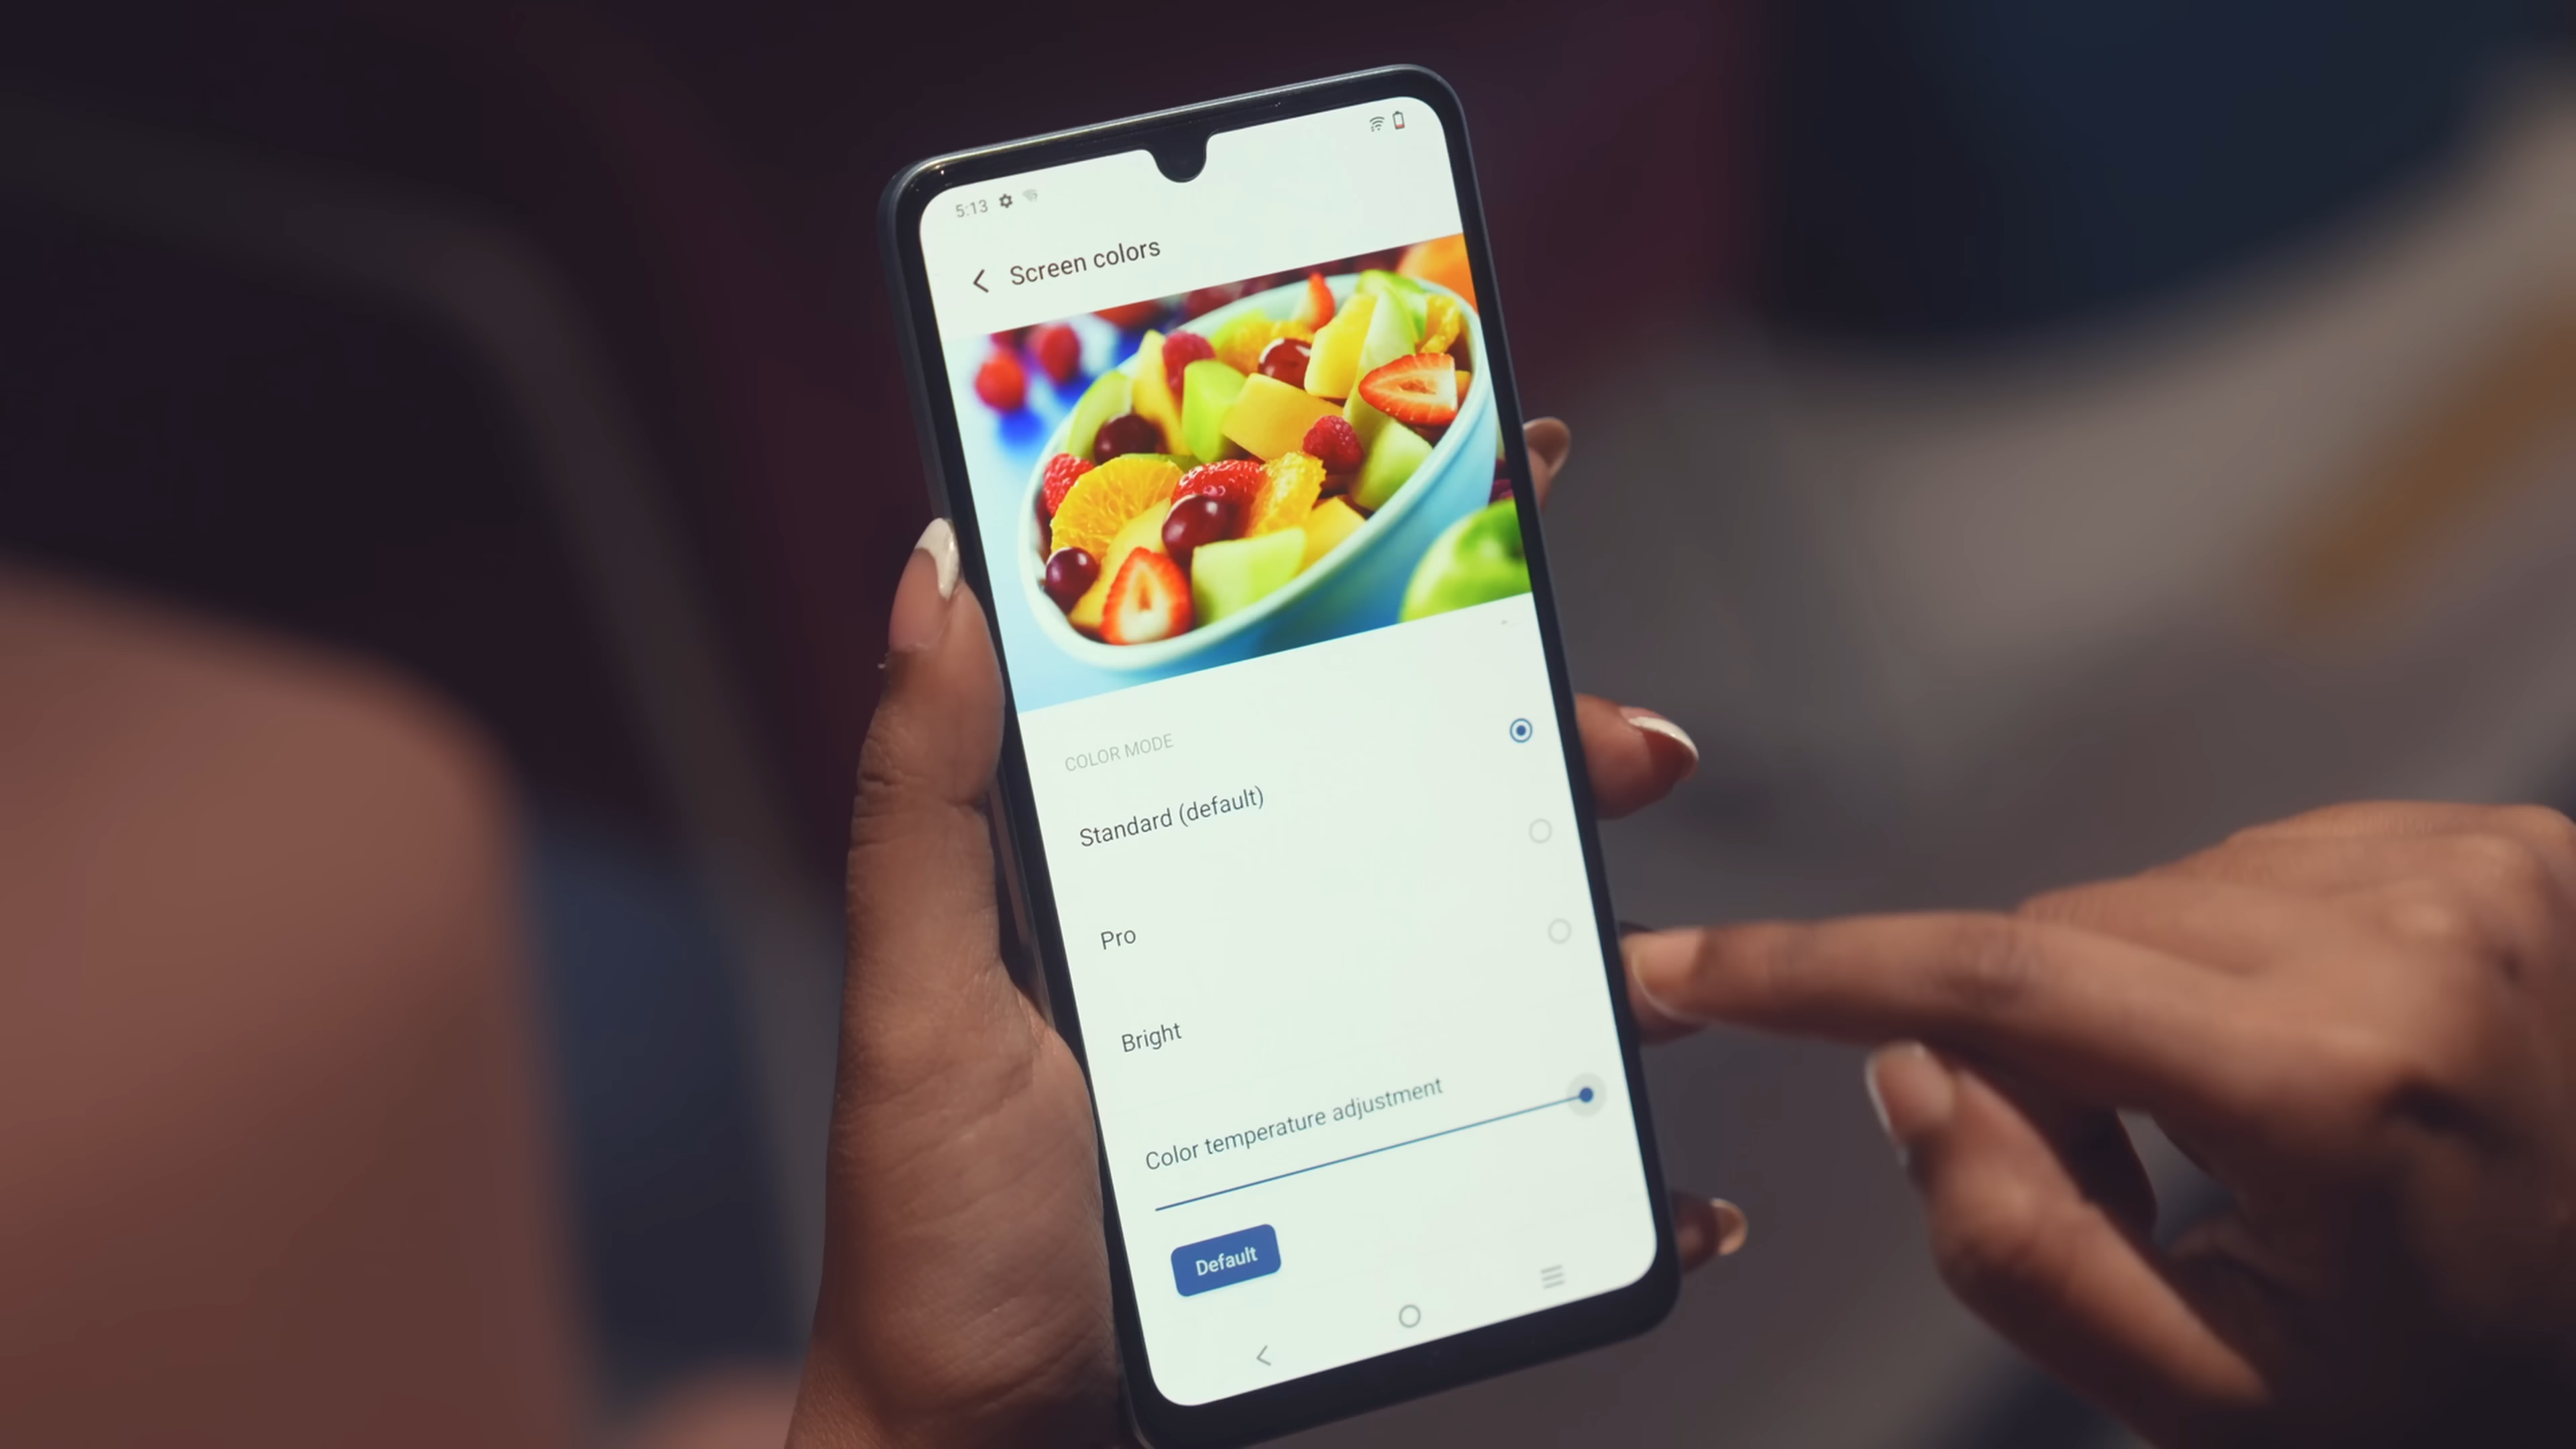 5:13
Screen colors
COLOR MODE
Standard (default)
Pro
Bright
Color temperature adjustment
Default